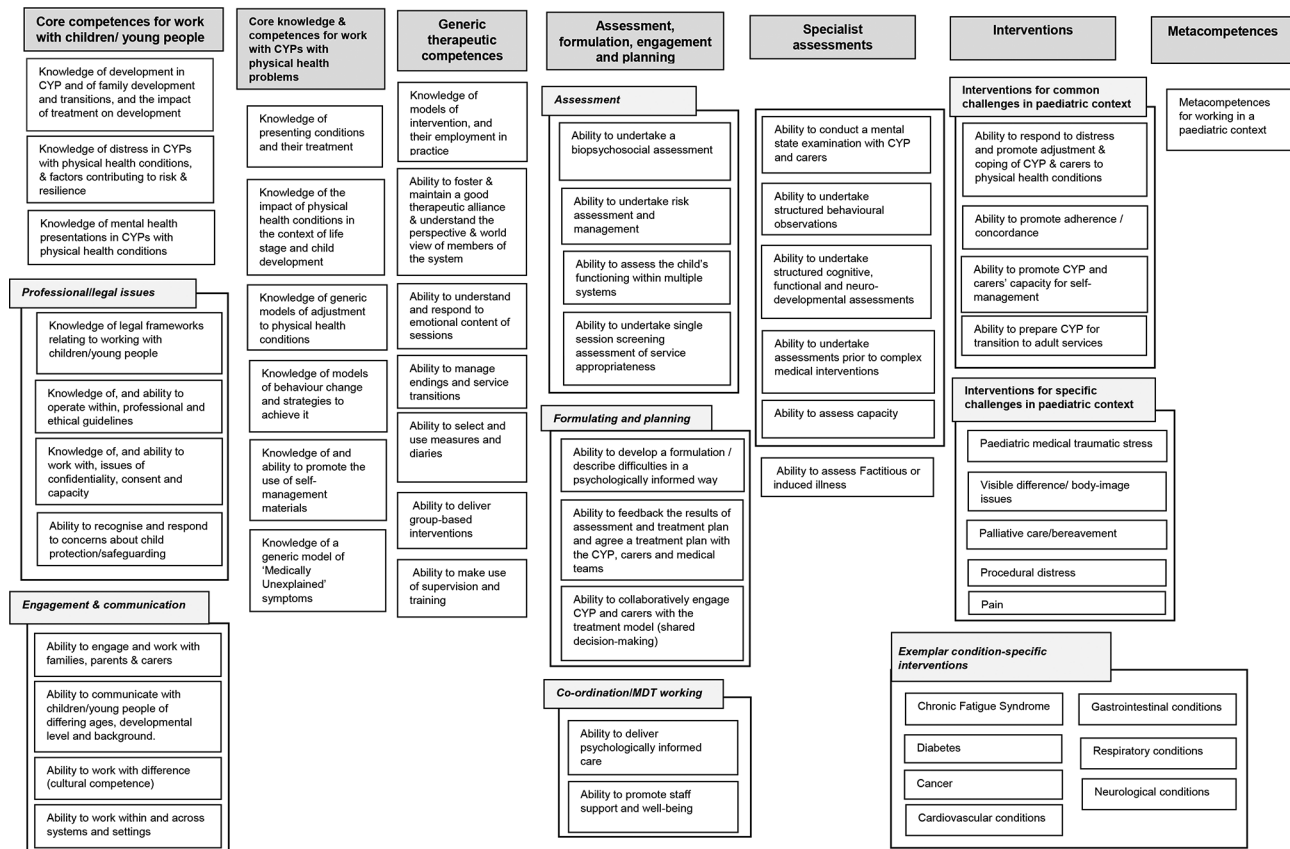 Core competences for work
with children/ young people
Knowledge of development in
CYP and of family development
and transitions, and the impact
of treatment on development
Knowledge of distress in CYPs
with physical health conditions,
& factors contributing to risk &
resilience
Knowledge of mental health
presentations in CYPs with
physical health conditions
Professional/legal issues
Knowledge of legal frameworks
relating to working with
children/young people
Knowledge of, and ability to
operate within, professional and
ethical guidelines
Knowledge of, and ability to
work with, issues of
confidentiality, consent and
capacity
Ability to recognise and respond
to concerns about child
protection/safeguarding
Engagement & communication
Ability to engage and work with
families, parents & carers
Ability to communicate with
children/young people of
differing ages, developmental
level and background.
Ability to work with difference
(cultural competence)
Ability to work within and across
systems and settings
Core knowledge &
competences for work
with CYPs with
physical health
problems
Knowledge of
presenting conditions
and their treatment
Knowledge of the
impact of physical
health conditions in
the context of life
stage and child
development
Knowledge of generic
models of adjustment to
physical health
conditions
Knowledge of models
of behaviour change
and strategies to
achieve it
Knowledge of and
ability to promote the
use of self-
management
materials
Knowledge of a
generic model of
‘Medically
Unexplained’
symptoms
Generic
therapeutic
competences
Knowledge of
models of
intervention, and
their employment in
practice
Ability to foster &
maintain a good
therapeutic alliance
& understand the
perspective & world
view of members of
the system
Ability to understand
and respond to
emotional content of
sessions
Ability to manage
endings and service
transitions
Ability to select and
use measures and
diaries
Ability to deliver
group-based
interventions
Ability to make use
of supervision and
training
Assessment,
formulation, engagement
and planning
Assessment
Ability to undertake a
biopsychosocial assessment
Ability to undertake risk
assessment and
management
Ability to assess the child’s
functioning within multiple
systems
Ability to undertake single
session screening
assessment of service
appropriateness
Formulating and planning
Ability to develop a formulation /
describe difficulties in a
psychologically informed way
Ability to feedback the results of
assessment and treatment plan
and agree a treatment plan with
the CYP, carers and medical
teams
Ability to collaboratively engage
CYP and carers with the
treatment model (shared
decision-making)
Co-ordination/MDT working
Ability to deliver
psychologically informed
care
Ability to promote staff
support and well-being
Specialist
assessments
Ability to conduct a mental
state examination with CYP
and carers
Ability to undertake
structured behavioural
observations
Ability to undertake
structured cognitive,
functional and neuro-
developmental assessments
Ability to undertake
assessments prior to complex
medical interventions
Ability to assess capacity
Ability to assess Factitious or
induced illness
Interventions
Interventions for common
challenges in paediatric context
Ability to respond to distress
and promote adjustment &
coping of CYP & carers to
physical health conditions
Ability to promote adherence /
concordance
Ability to promote CYP and
carers’ capacity for self-
management
Ability to prepare CYP for
transition to adult services
Interventions for specific
challenges in paediatric context
Paediatric medical traumatic stress
Visible difference/ body-image
issues
Palliative care/bereavement
Procedural distress
Pain
Exemplar condition-specific
interventions
Chronic Fatigue Syndrome
Diabetes
Cancer
Cardiovascular conditions
Gastrointestinal conditions
Respiratory conditions
Neurological conditions
Metacompetences
Metacompetences
for working in a
paediatric context